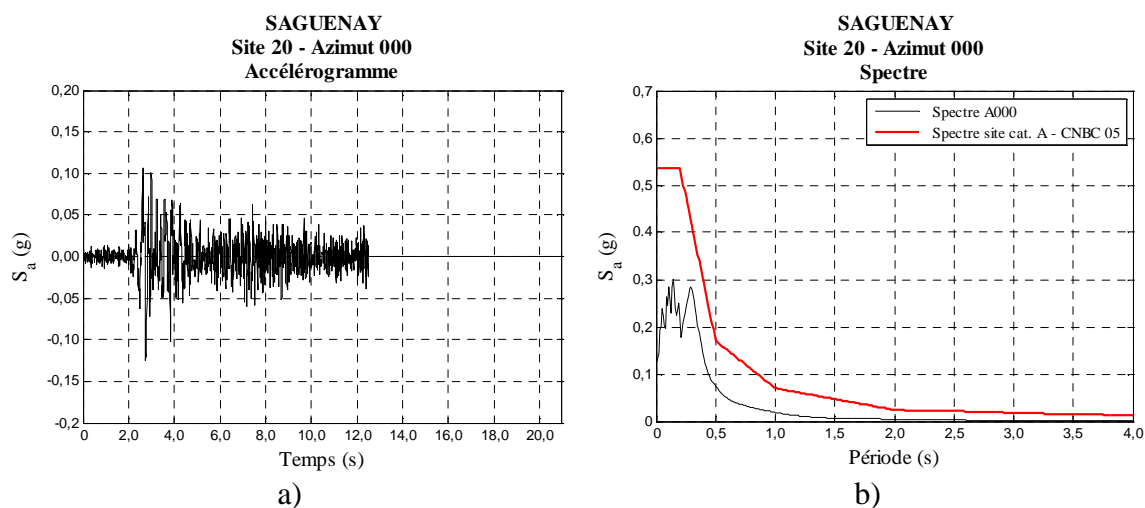 SAGUENAY
Site 20 - Azimut 000
Accélérogramme
0,20
0,15
0,10
0,05
0,00
-0,05
-0,10
-0,15
-0,2
S_a (g)
0 2,0 4,0 6,0 8,0 10,0 12,0 14,0 16,0 18,0 20,0
Temps (s)
a)
SAGUENAY
Site 20 - Azimut 000
Spectre
Spectre A000
Spectre site cat. A - CNBC 05
0,7
0,6
0,5
0,4
0,3
0,2
0,1
0
S_a (g)
0 0,5 1,0 1,5 2,0 2,5 3,0 3,5 4,0
Période (s)
b)